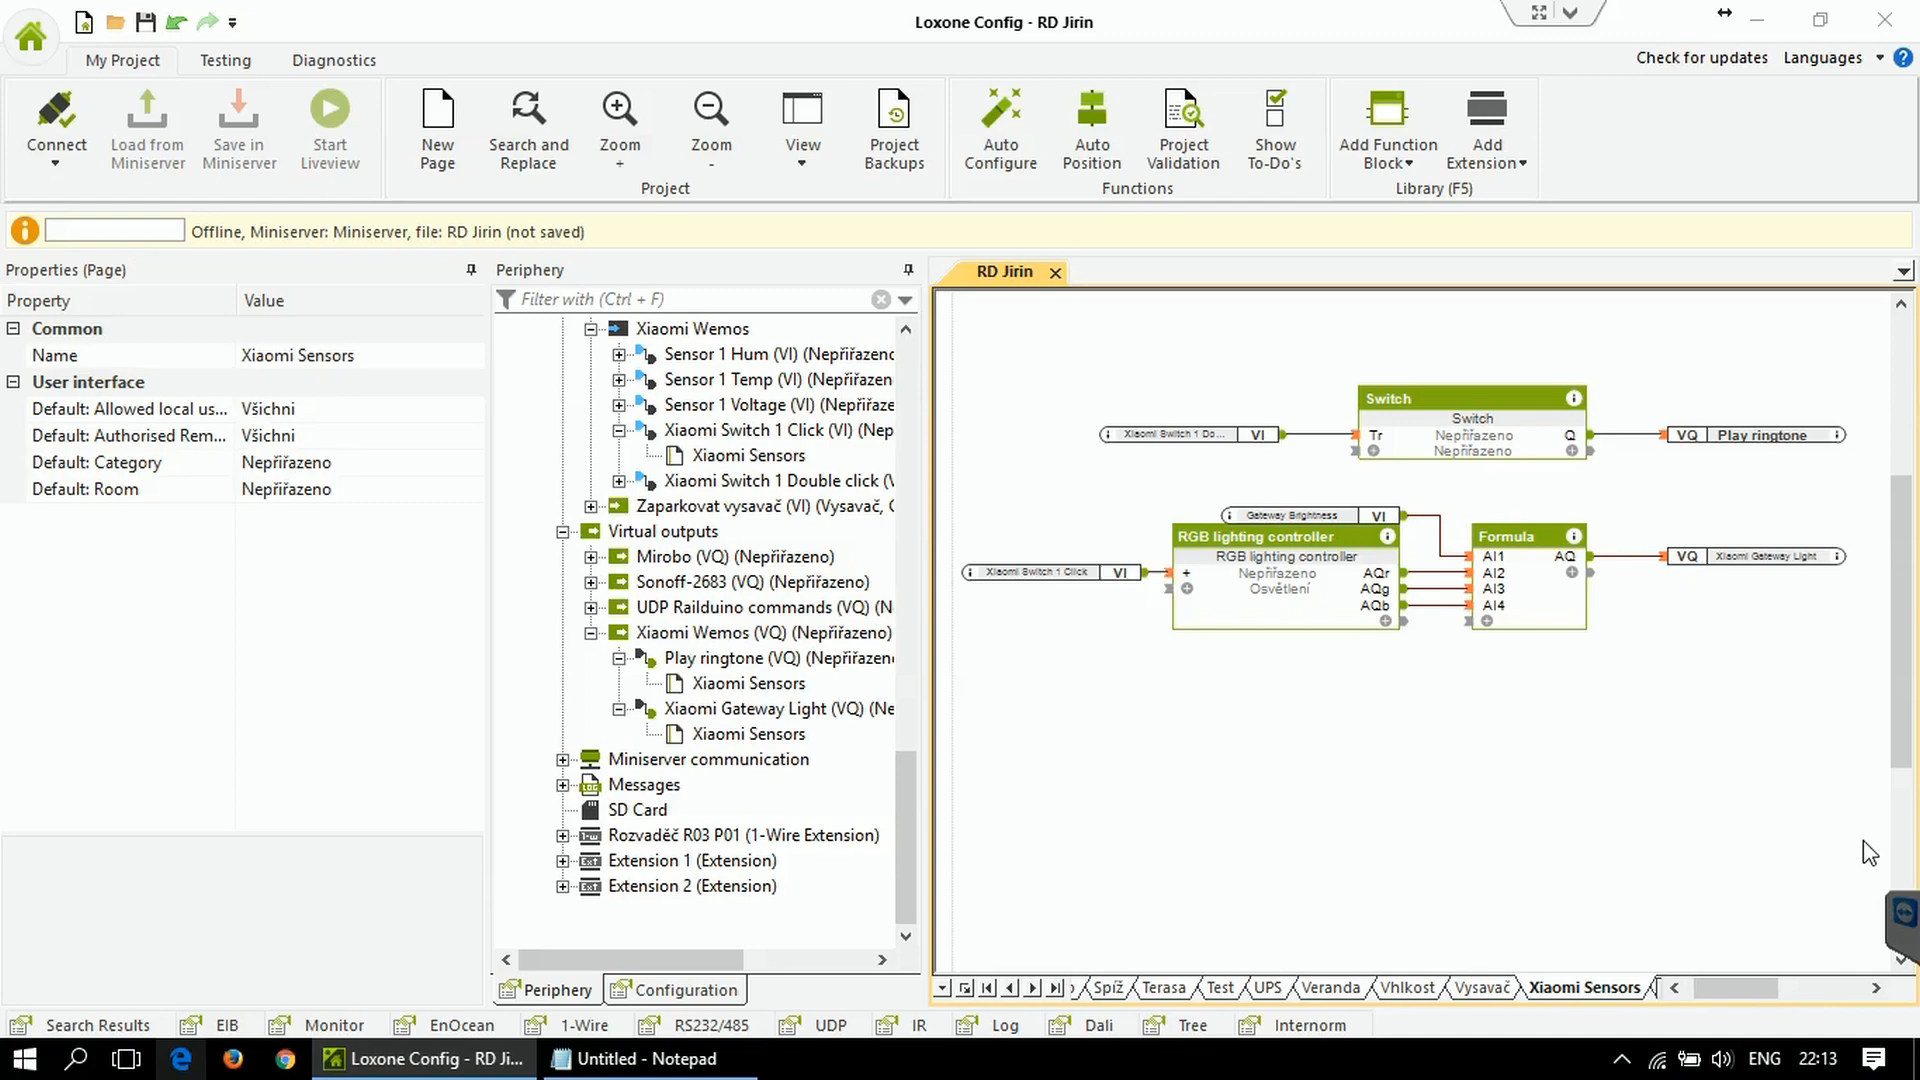 Loxone Config - RD Jirin
My Project
Testing
Diagnostics
Check for updates
Languages
Connect
Load from
Miniserver
Save in
Miniserver
Start
Liveview
New
Page
Search and
Replace
Zoom
+
Zoom
-
View
Project
Backups
Auto
Configure
Auto
Position
Project
Validation
Show
To-Do's
Add Function
Block
Add
Extension
Project
Functions
Library (F5)
Offline, Miniserver: Miniserver, file: RD Jirin (not saved)
Properties (Page)
Property Value
Common
Name Xiaomi Sensors
User interface
Default: Allowed local us... Všichni
Default: Authorised Rem... Všichni
Default: Category Nepřiřazeno
Default: Room Nepřiřazeno
Periphery
Filter with (Ctrl + F)
Xiaomi Wemos
Sensor 1 Hum (VI) (Nepřiřazeno
Sensor 1 Temp (VI) (Nepřiřazen
Sensor 1 Voltage (VI) (Nepřiřaze
Xiaomi Switch 1 Click (VI) (Nep
Xiaomi Sensors
Xiaomi Switch 1 Double click (V
Zaparkovat vysavač (VI) (Vysavač, C
Virtual outputs
Mirobo (VQ) (Nepřiřazeno)
Sonoff-2683 (VQ) (Nepřiřazeno)
UDP Railduino commands (VQ) (N
Xiaomi Wemos (VQ) (Nepřiřazeno)
Play ringtone (VQ) (Nepřiřazen
Xiaomi Sensors
Xiaomi Gateway Light (VQ) (Ne
Xiaomi Sensors
Miniserver communication
Messages
SD Card
Rozvaděč R03 P01 (1-Wire Extension)
Extension 1 (Extension)
Extension 2 (Extension)
Periphery
Configuration
RD Jirin
Switch
Switch
Xiaomi Switch 1 Do... VI
Tr Nepřiřazeno Q
Nepřiřazeno
VQ Play ringtone
Gateway Brightness VI
RGB lighting controller
RGB lighting controller
Xiaomi Switch 1 Click VI
+ Nepřiřazeno AQr
Osvětlení AQg
AQb
Formula
AI1 AQ
AI2
AI3
AI4
VQ Xiaomi Gateway Light
Spíž Terasa Test UPS Veranda Vhlkost Vysavač Xiaomi Sensors
Search Results EIB Monitor EnOcean 1-Wire RS232/485 UDP IR Log Dali Tree Internorm
Loxone Config - RD Ji...
Untitled - Notepad
ENG
22:13